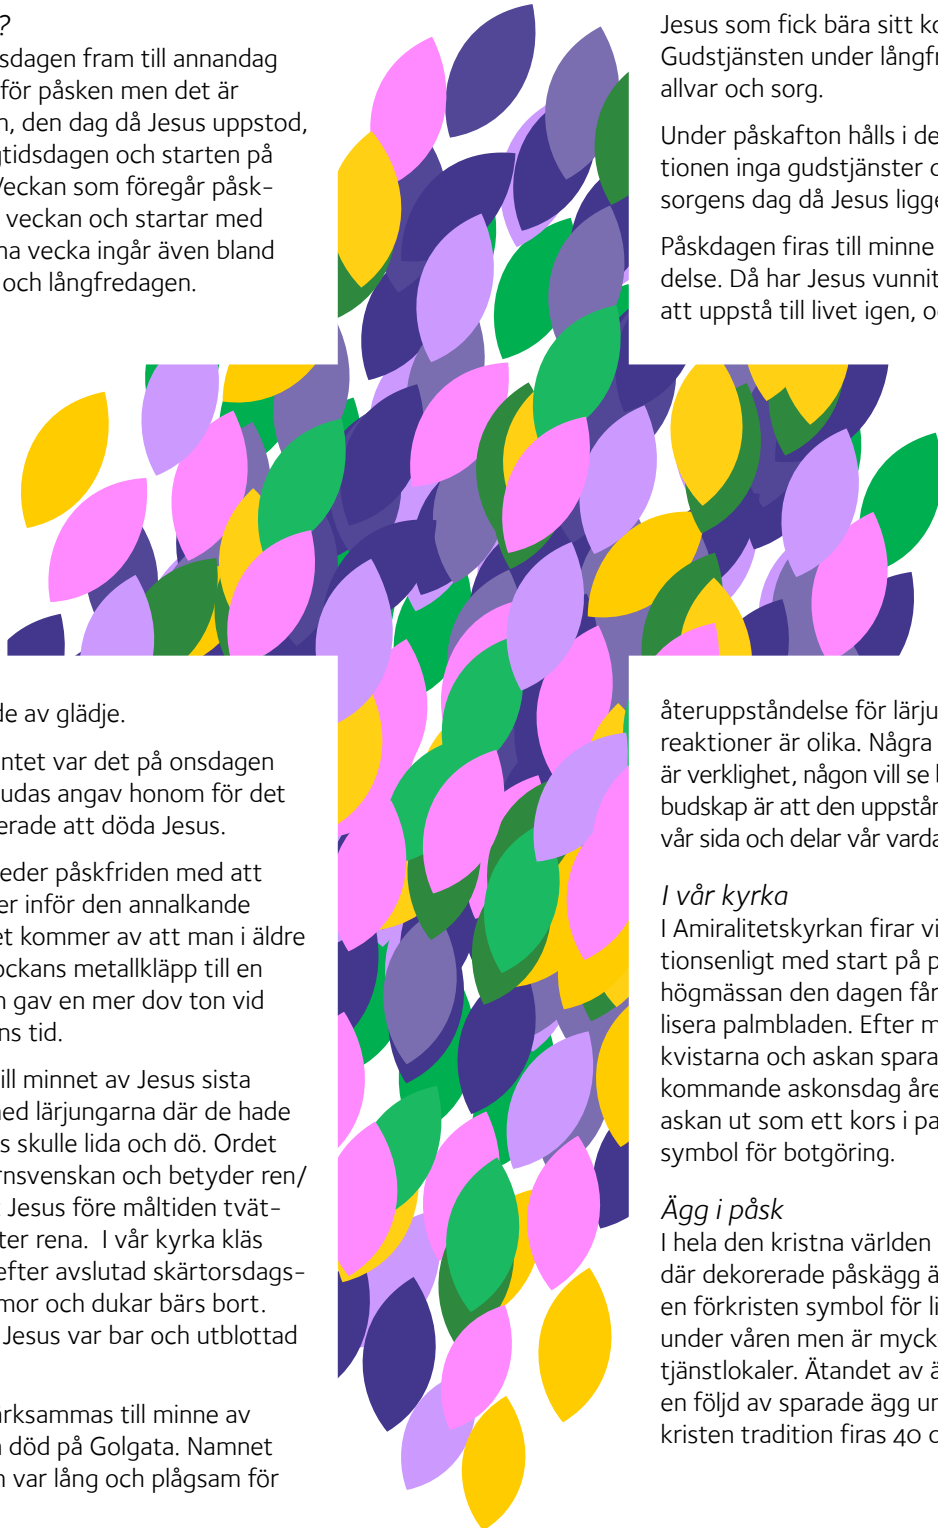 ?
sdagen fram till annandag
för påsken men det är
n, den dag då Jesus uppstod,
gtidsdagen och starten på
Veckan som föregår påsk-
veckan och startar med
na vecka ingår även bland
och långfredagen.
de av glädje.
ntet var det på onsdagen
udas angav honom för det
erade att döda Jesus.
eder påskfriden med att
er inför den annalkande
et kommer av att man i äldre
ockans metallkläpp till en
n gav en mer dov ton vid
ns tid.
ill minnet av Jesus sista
ned lärjungarna där de hade
s skulle lida och dö. Ordet
rnsvenskan och betyder ren/
t Jesus före måltiden tvät-
ter rena. I vår kyrka kläs
efter avslutad skärtorsdags-
mor och dukar bärs bort.
Jesus var bar och utblottad
ärksammas till minne av
n död på Golgata. Namnet
n var lång och plågsam för
Jesus som fick bära sitt ko
Gudstjänsten under långfr
allvar och sorg.
Under påskafton hålls i de
tionen inga gudstjänster o
sorgens dag då Jesus ligge
Påskdagen firas till minne
delse. Då har Jesus vunnit
att uppstå till livet igen, o
återuppståndelse för lärju
reaktioner är olika. Några
är verklighet, någon vill se
budskap är att den uppstån
vår sida och delar vår varda
I vår kyrka
I Amiralitetskyrkan firar vi
tionsenligt med start på p
högmässan den dagen får
lisera palmbladen. Efter m
kvistarna och askan spara
kommande askonsdag åre
askan ut som ett kors i pa
symbol för botgöring.
Ägg i påsk
I hela den kristna världen
där dekorerade påskägg ä
en förkristen symbol för li
under våren men är myck
tjänstlokaler. Ätandet av ä
en följd av sparade ägg un
kristen tradition firas 40 d